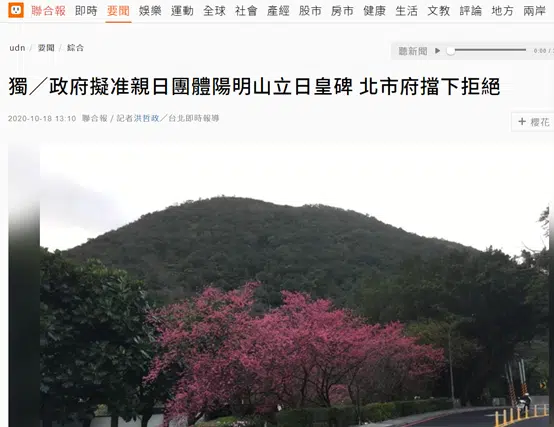 聯合報 即時 要聞 娛樂 運動 全球 社會 產經 股市 房市 健康 生活 文教 評論 地方 兩岸
udn / 要聞 / 綜合
聽新聞
獨／政府擬准親日團體陽明山立日皇碑 北市府擋下拒絕
2020-10-18 13:10 聯合報 / 記者洪哲政／台北即時報導
+ 櫻花